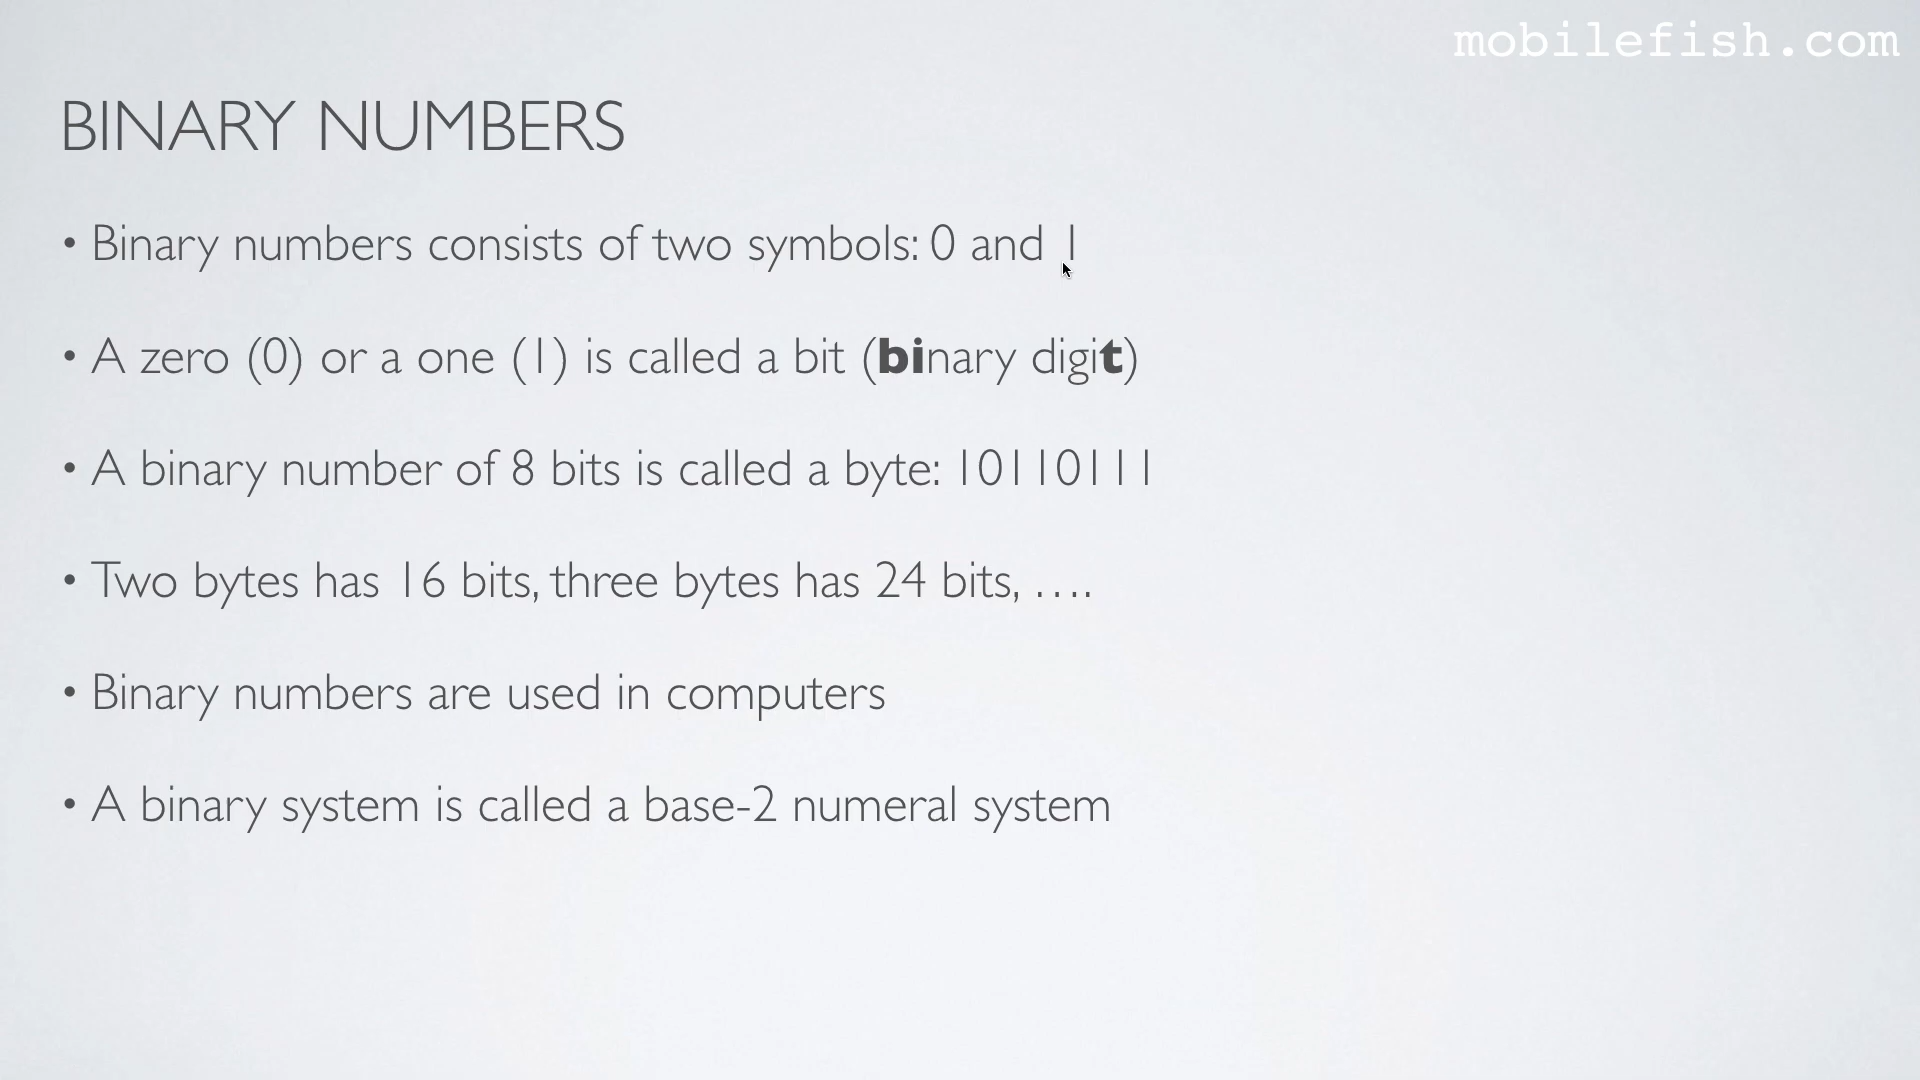 mobilefish.com
BINARY NUMBERS
• Binary numbers consists of two symbols: 0 and 1
• A zero (0) or a one (1) is called a bit (binary digit)
• A binary number of 8 bits is called a byte: 10110111
• Two bytes has 16 bits, three bytes has 24 bits, ….
• Binary numbers are used in computers
• A binary system is called a base-2 numeral system